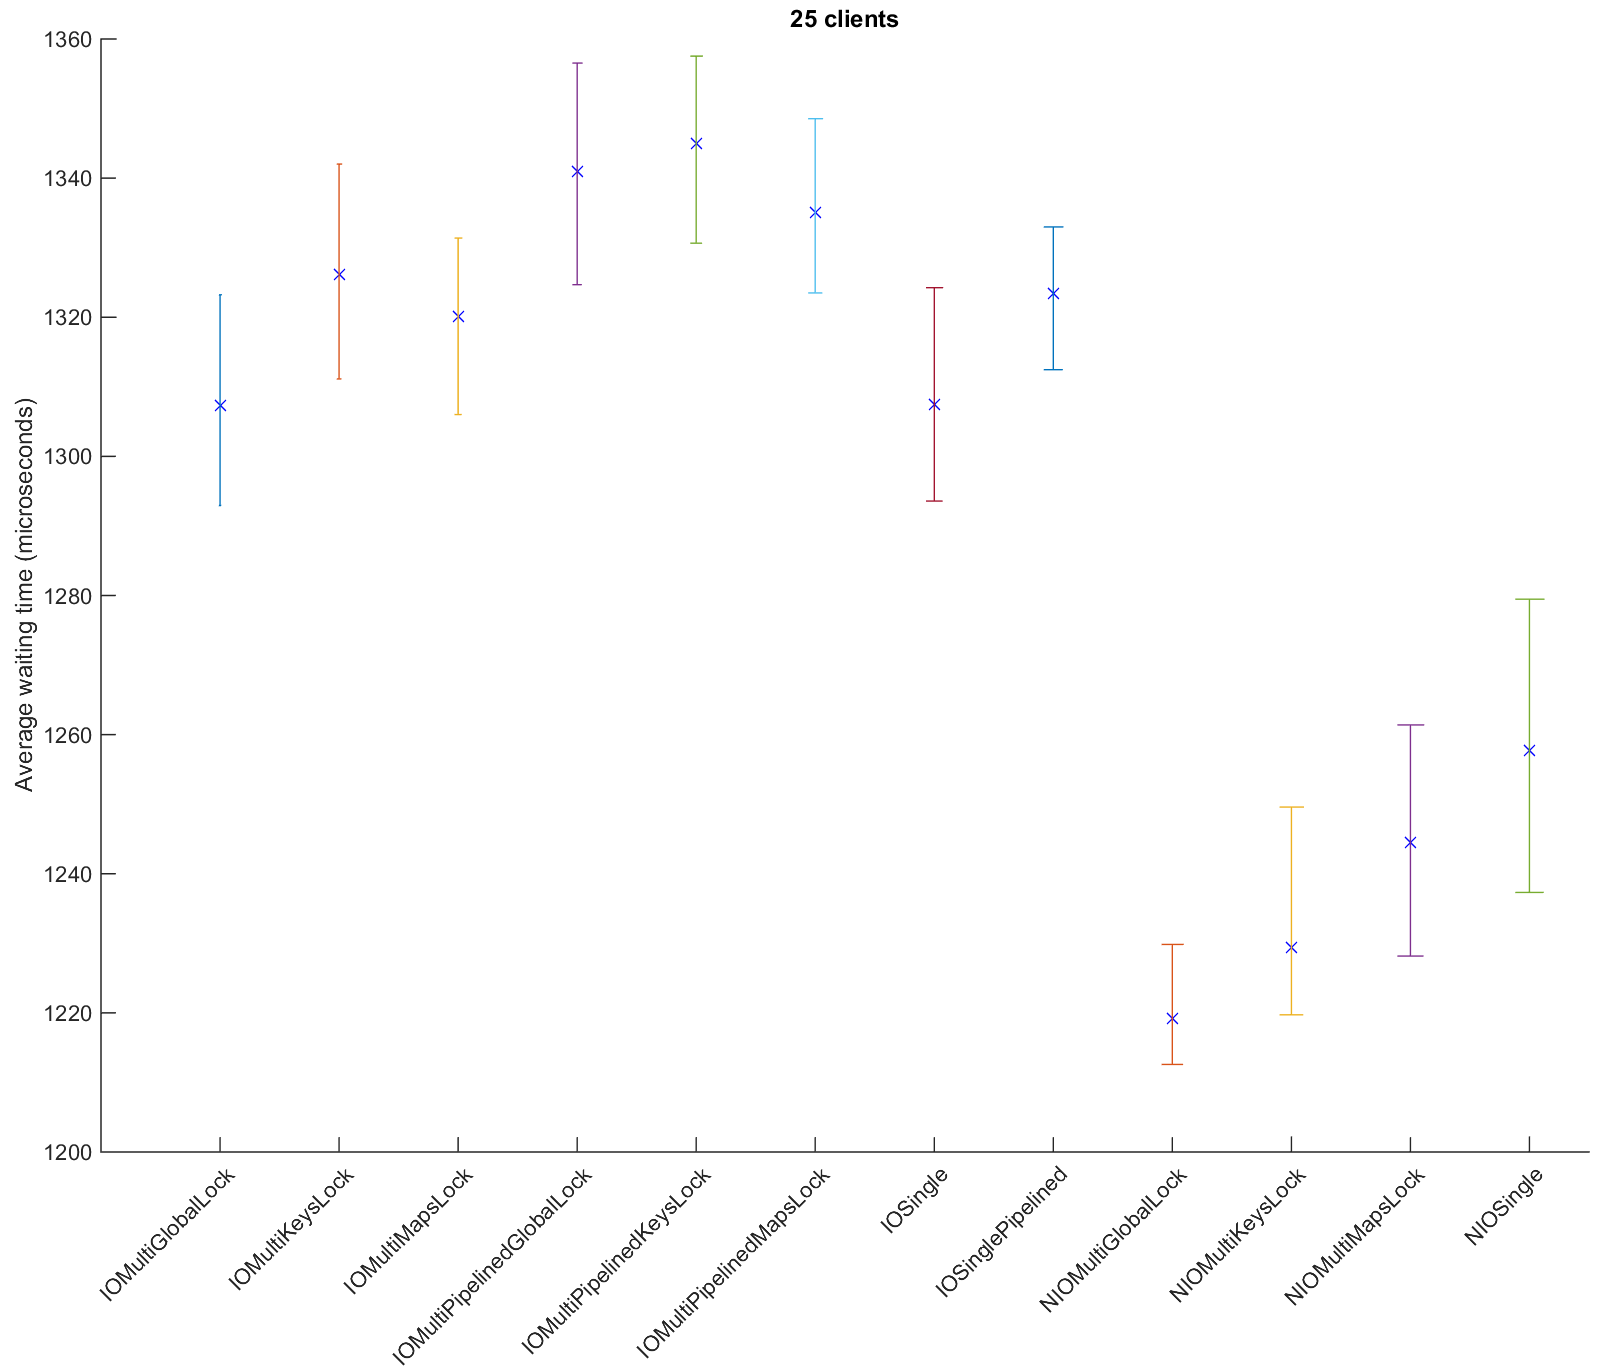 25 clients
1360
1340
1320
1300
1280
1260
1240
1220
1200
Average waiting time (microseconds)
IOMultiGlobalLock
IOMultiKeysLock
IOMultiMapsLock
IOMultiPipelinedGlobalLock
IOMultiPipelinedKeysLock
IOMultiPipelinedMapsLock
IOSingle
IOSinglePipelined
NIOMultiGlobalLock
NIOMultiKeysLock
NIOMultiMapsLock
NIOSingle